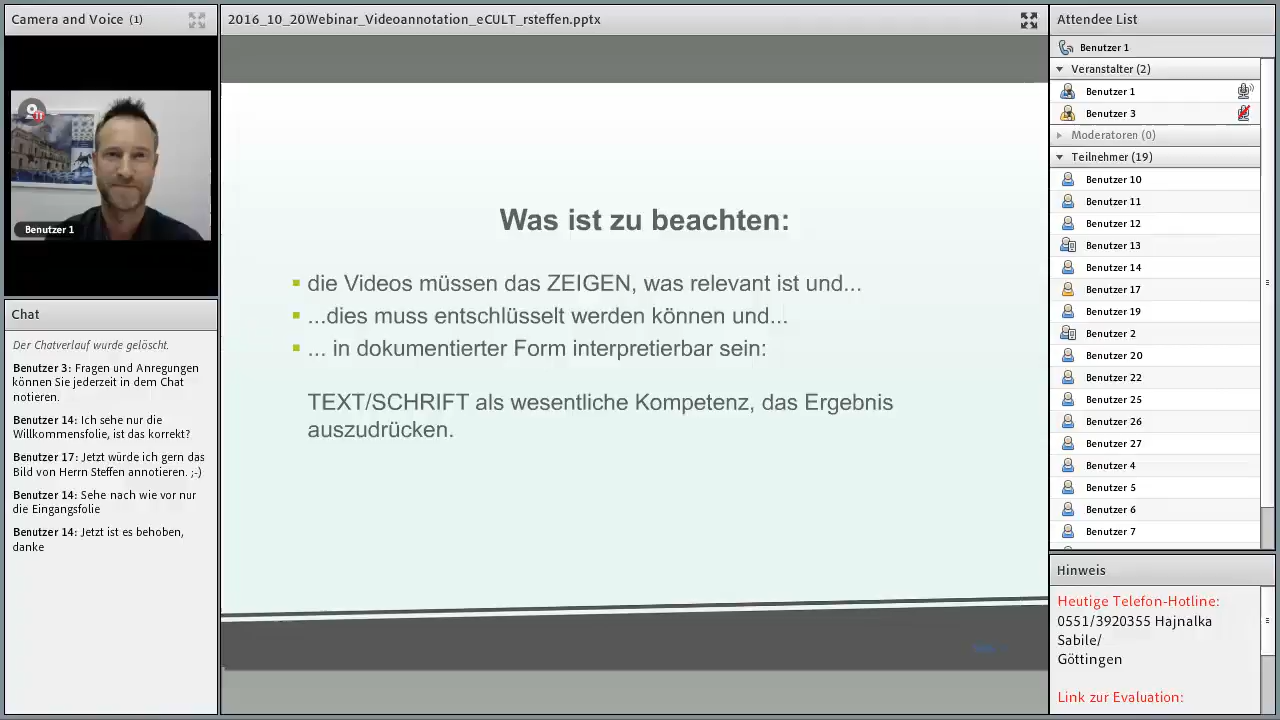 Camera and Voice (1)
Benutzer 1
Chat
Der Chatverlauf wurde gelöscht.
Benutzer 3: Fragen und Anregungen
können Sie jederzeit in dem Chat
notieren.
Benutzer 14: Ich sehe nur die
Willkommensfolie, ist das korrekt?
Benutzer 17: Jetzt würde ich gern das
Bild von Herrn Steffen annotieren. ;-)
Benutzer 14: Sehe nach wie vor nur
die Eingangsfolie
Benutzer 14: Jetzt ist es behoben,
danke
2016_10_20Webinar_Videoannotation_eCULT_rsteffen.pptx
Was ist zu beachten:
die Videos müssen das ZEIGEN, was relevant ist und...
...dies muss entschlüsselt werden können und...
... in dokumentierter Form interpretierbar sein:
TEXT/SCHRIFT als wesentliche Kompetenz, das Ergebnis
auszudrücken.
Attendee List
Benutzer 1
Veranstalter (2)
Benutzer 1
Benutzer 3
Moderatoren (0)
Teilnehmer (19)
Benutzer 10
Benutzer 11
Benutzer 12
Benutzer 13
Benutzer 14
Benutzer 17
Benutzer 19
Benutzer 2
Benutzer 20
Benutzer 22
Benutzer 25
Benutzer 26
Benutzer 27
Benutzer 4
Benutzer 5
Benutzer 6
Benutzer 7
Hinweis
Heutige Telefon-Hotline:
0551/3920355 Hajnalka
Sabile/
Göttingen
Link zur Evaluation: